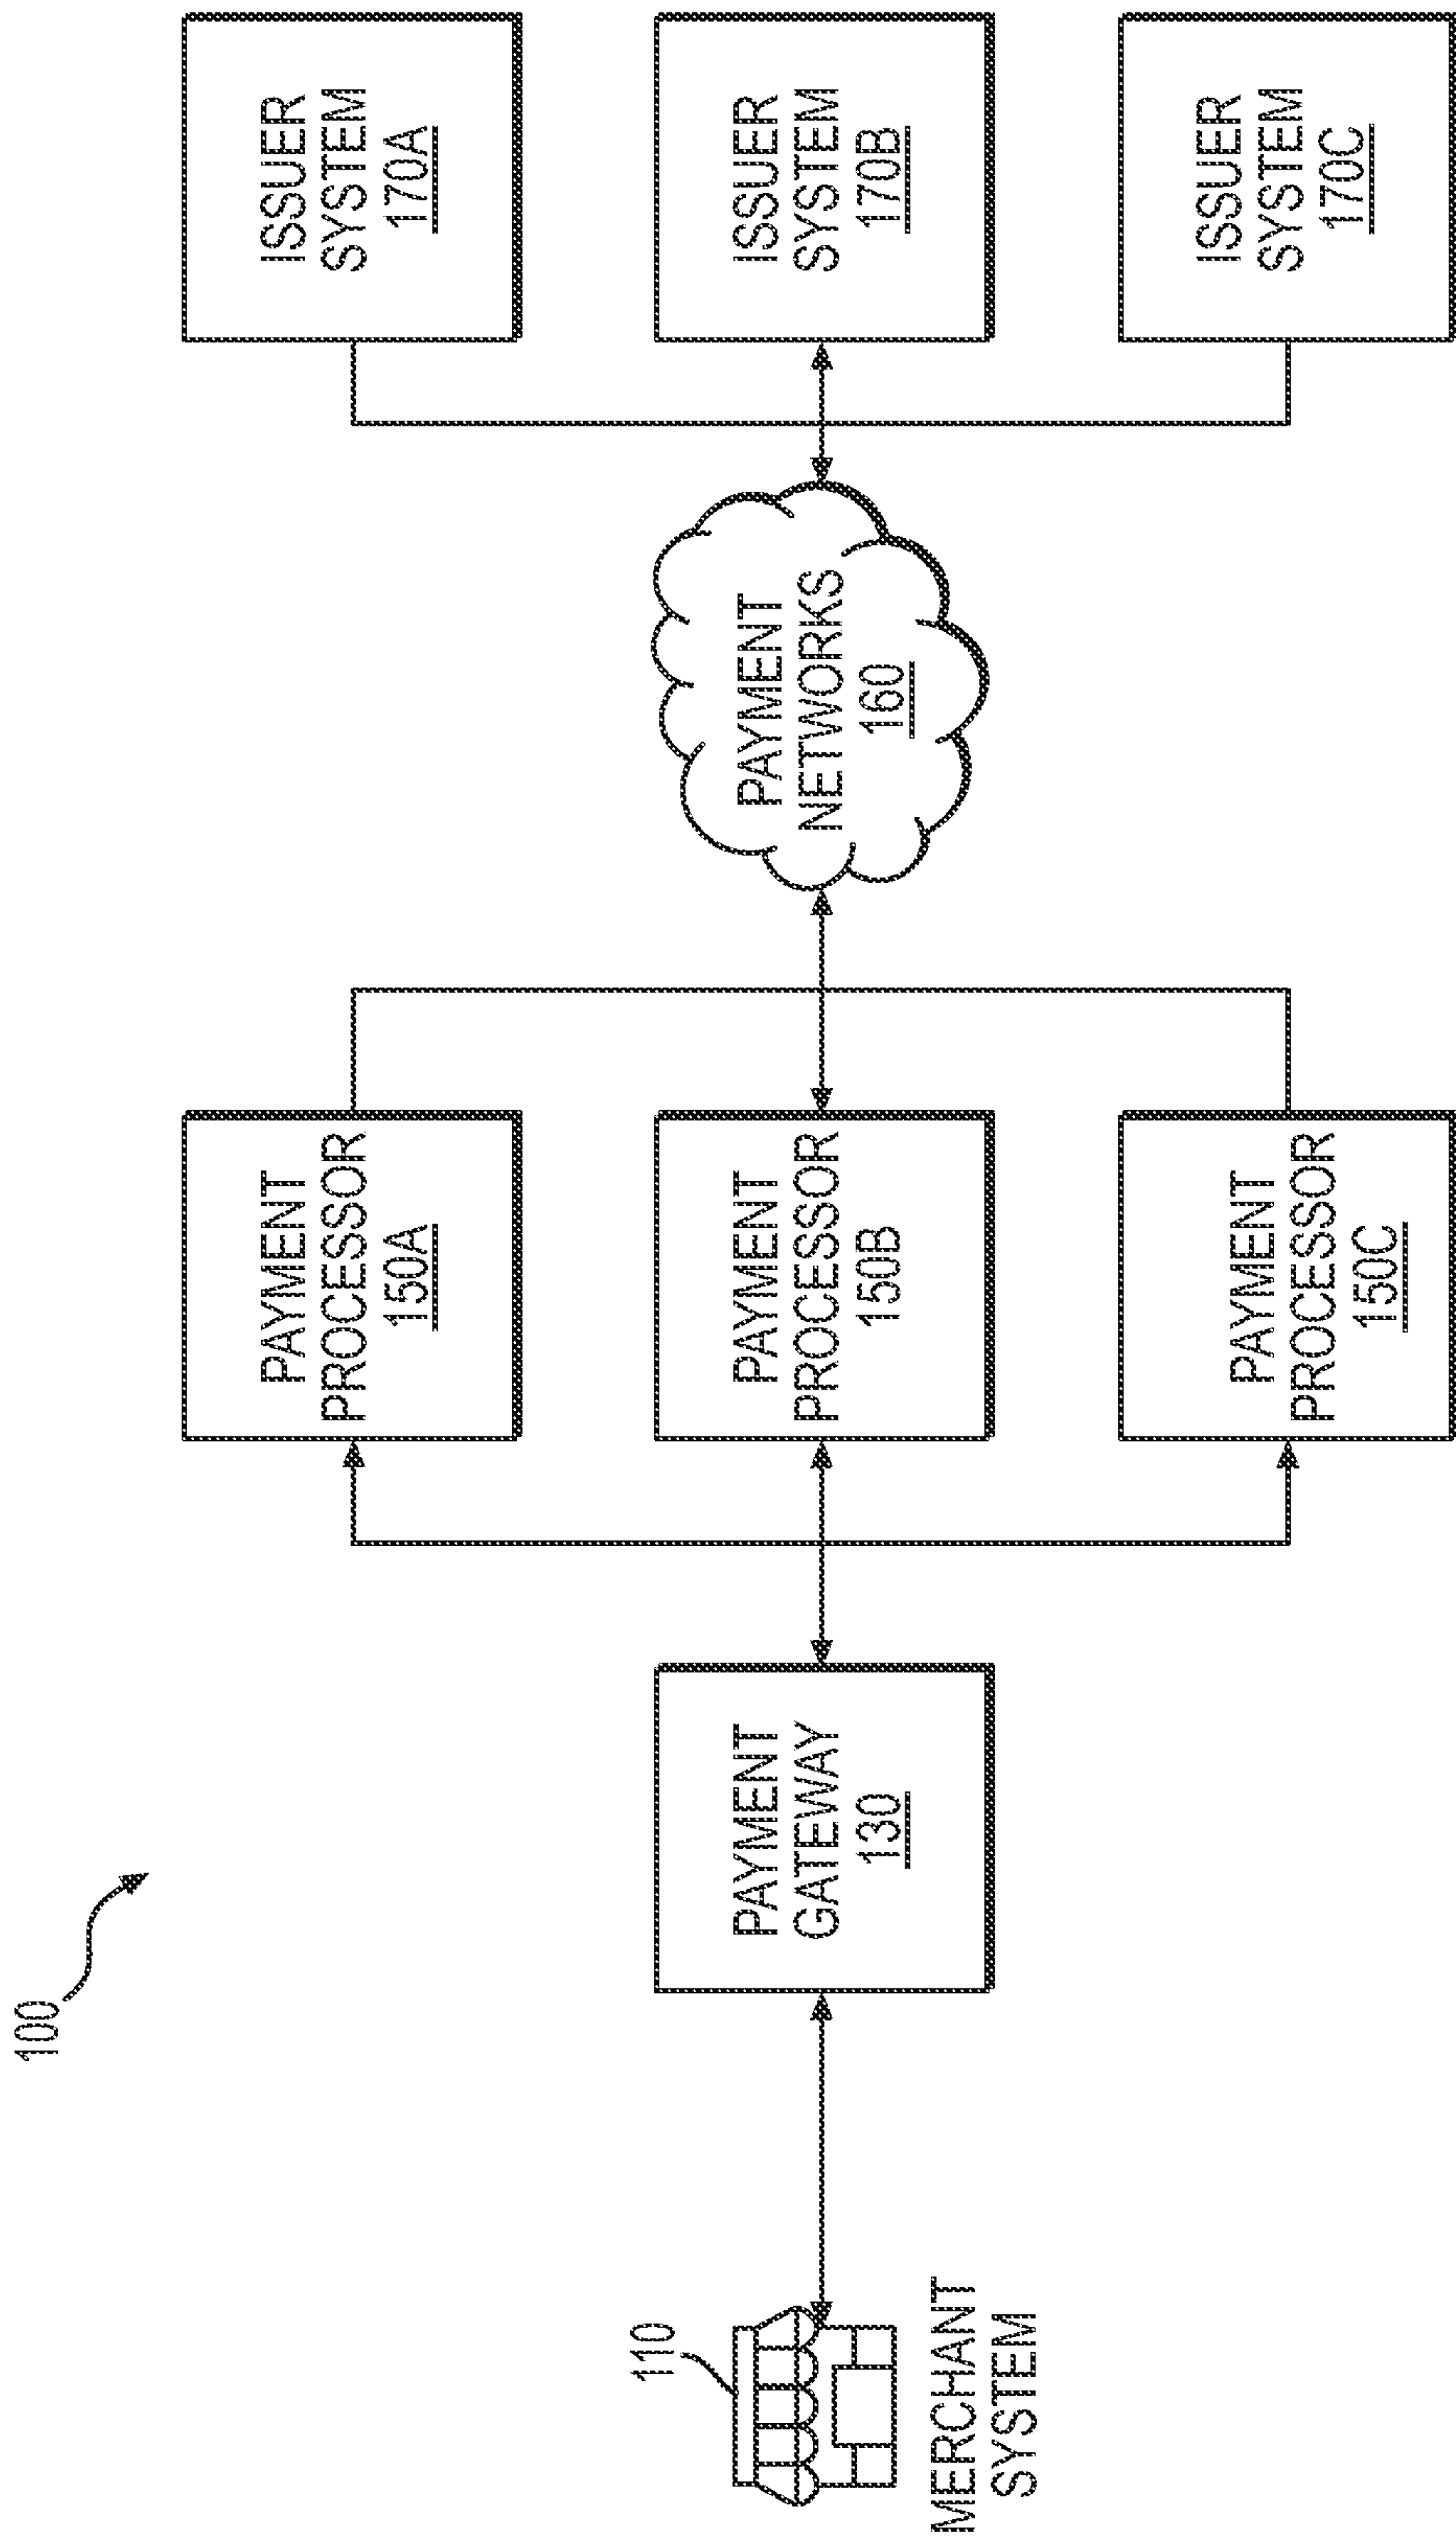 100
110
MERCHANT
SYSTEM
PAYMENT
GATEWAY
130
PAYMENT
PROCESSOR
150A
PAYMENT
PROCESSOR
150B
PAYMENT
PROCESSOR
150C
PAYMENT
NETWORKS
160
ISSUER
SYSTEM
170A
ISSUER
SYSTEM
170B
ISSUER
SYSTEM
170C